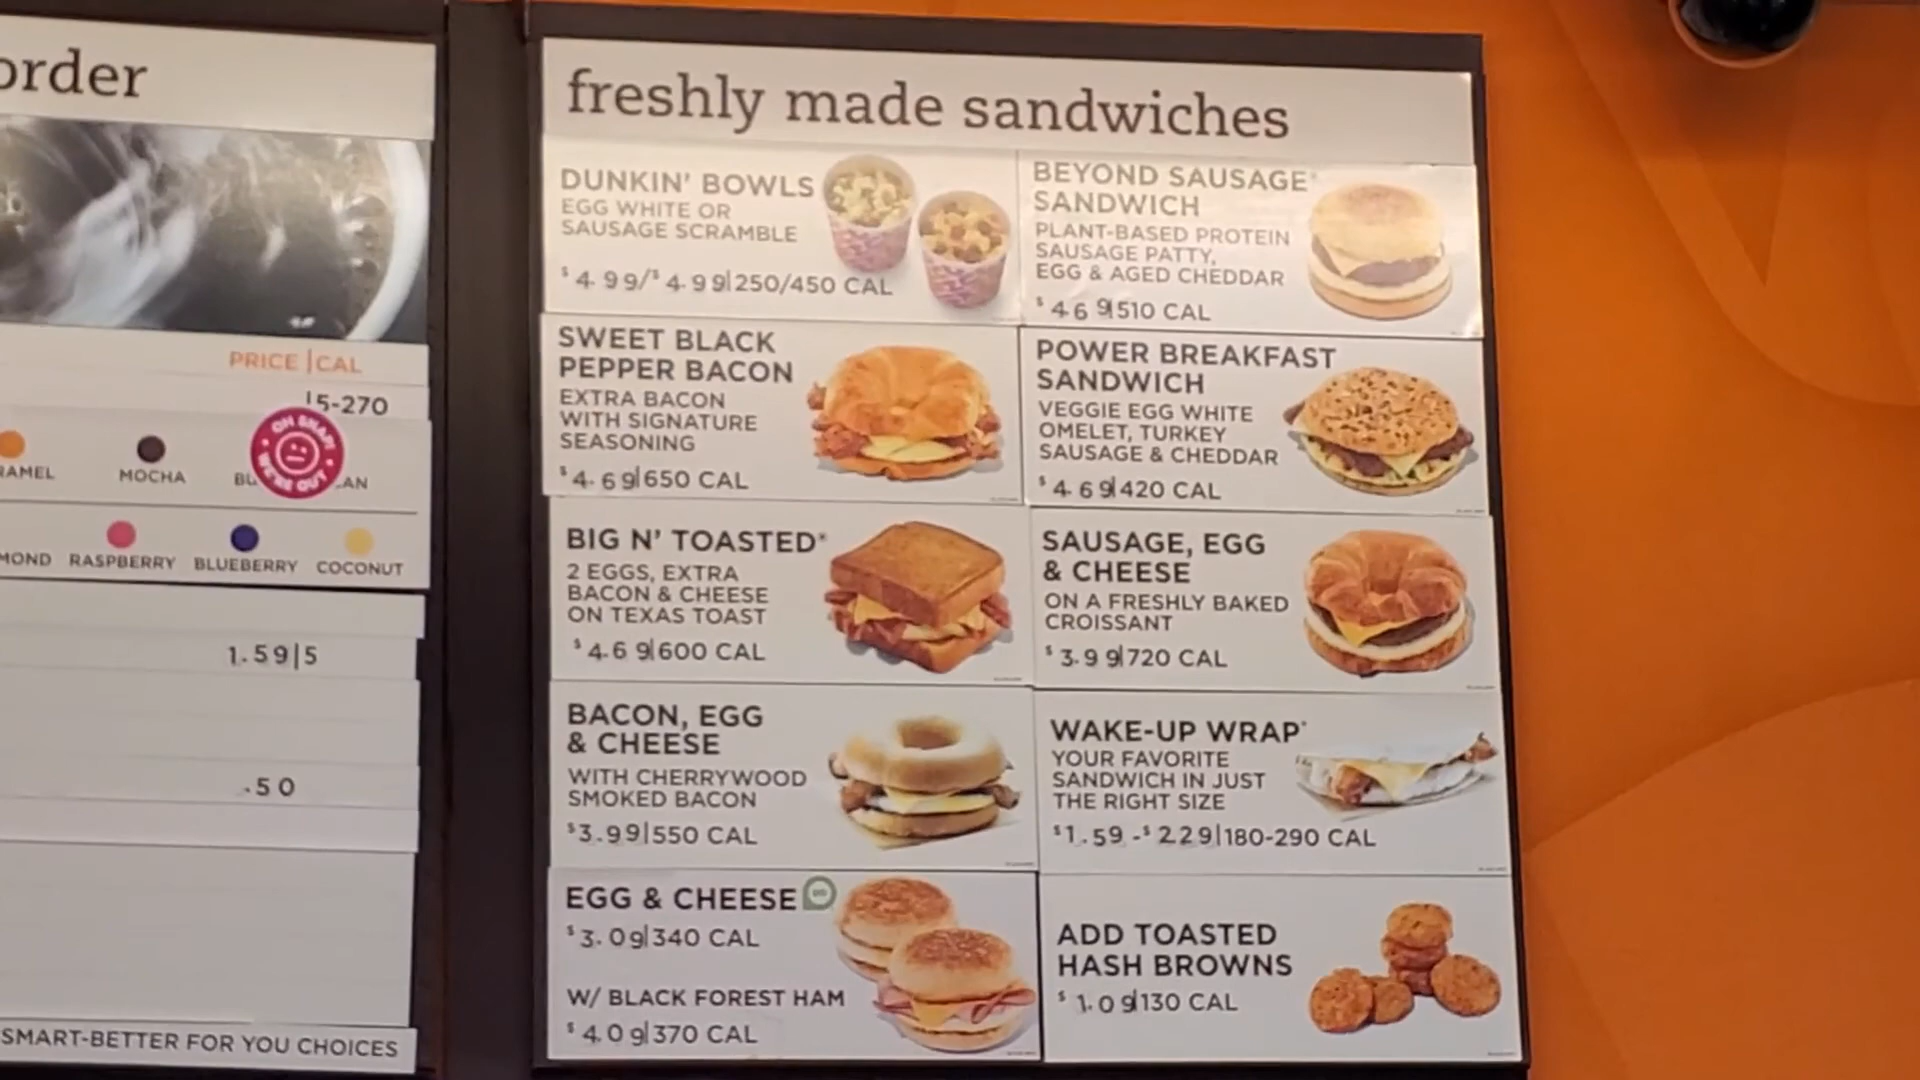 order
PRICE | CAL
15-270
RAMEL MOCHA BU AN
OH SNAP!
WE'RE OUT
MOND RASPBERRY BLUEBERRY COCONUT
1.59|5
.50
SMART-BETTER FOR YOU CHOICES
freshly made sandwiches
DUNKIN' BOWLS
EGG WHITE OR
SAUSAGE SCRAMBLE
$4.99/$4.99|250/450 CAL
BEYOND SAUSAGE®
SANDWICH
PLANT-BASED PROTEIN
SAUSAGE PATTY,
EGG & AGED CHEDDAR
$4 6 9|510 CAL
SWEET BLACK
PEPPER BACON
EXTRA BACON
WITH SIGNATURE
SEASONING
$4.69|650 CAL
POWER BREAKFAST
SANDWICH
VEGGIE EGG WHITE
OMELET, TURKEY
SAUSAGE & CHEDDAR
$4.69|420 CAL
BIG N' TOASTED®
2 EGGS, EXTRA
BACON & CHEESE
ON TEXAS TOAST
$4.69|600 CAL
SAUSAGE, EGG
& CHEESE
ON A FRESHLY BAKED
CROISSANT
$3.99|720 CAL
BACON, EGG
& CHEESE
WITH CHERRYWOOD
SMOKED BACON
$3.99|550 CAL
WAKE-UP WRAP®
YOUR FAVORITE
SANDWICH IN JUST
THE RIGHT SIZE
$1.59-$2 29|180-290 CAL
EGG & CHEESE
$3.09|340 CAL
W/ BLACK FOREST HAM
$4.09|370 CAL
ADD TOASTED
HASH BROWNS
$1.09|130 CAL